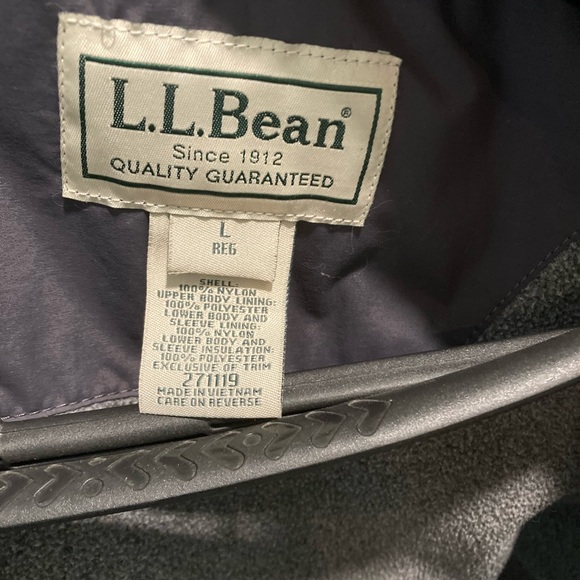 L.L.Bean®
Since 1912
QUALITY GUARANTEED
L
REG
SHELL:
100% NYLON
UPPER BODY LINING:
100% POLYESTER
LOWER BODY AND
SLEEVE LINING:
100% NYLON
LOWER BODY AND
SLEEVE INSULATION:
100% POLYESTER
EXCLUSIVE OF TRIM
271119
MADE IN VIETNAM
CARE ON REVERSE